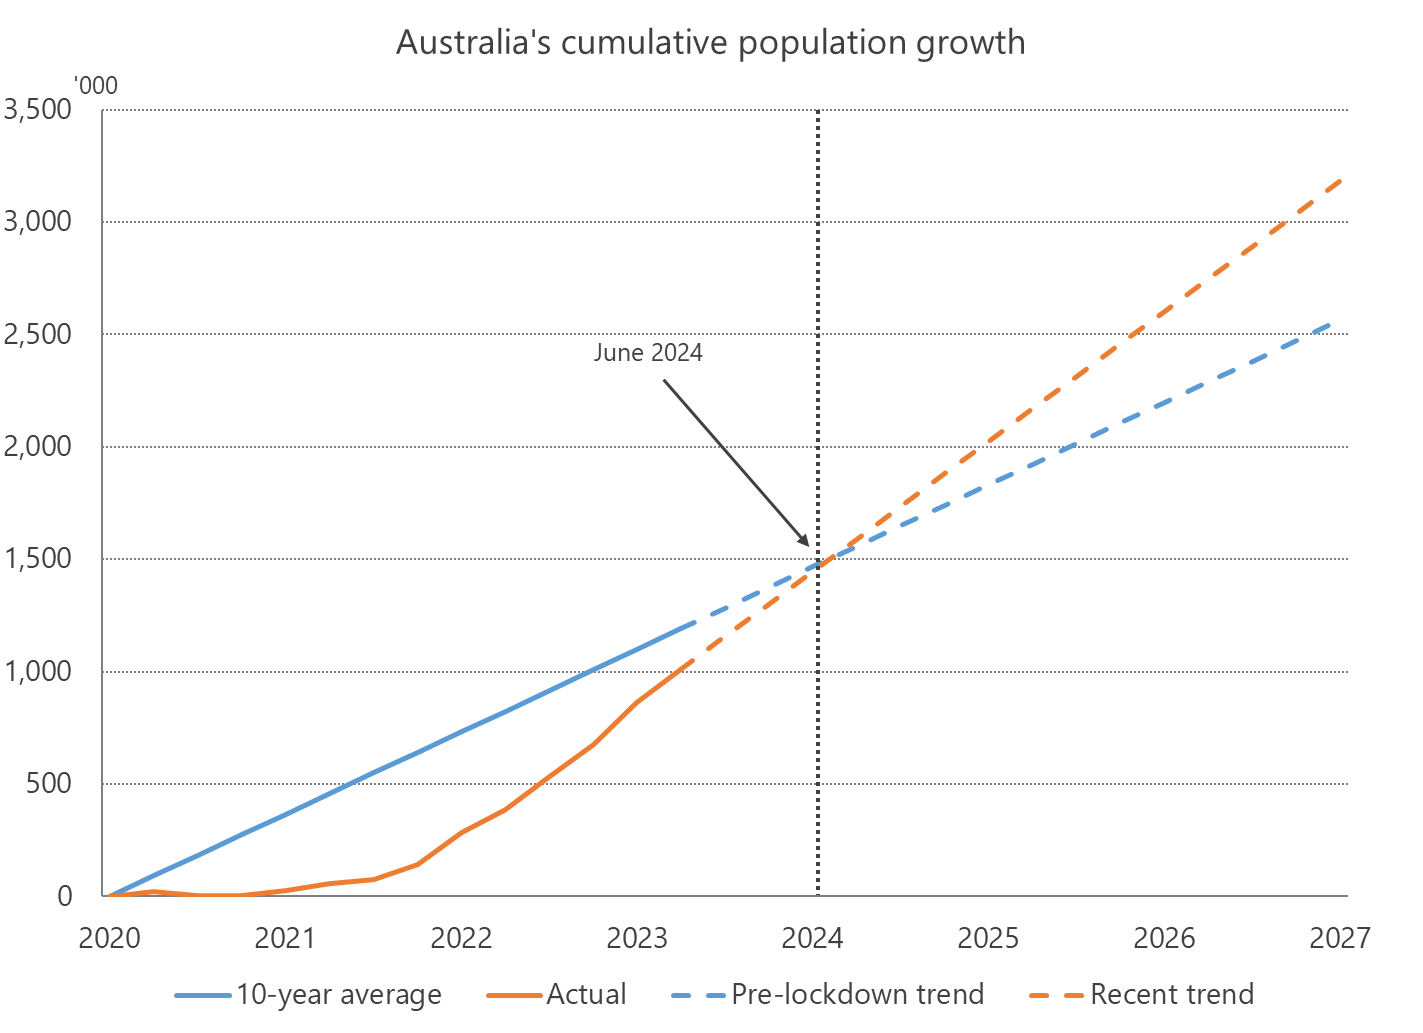 Australia's cumulative population growth
'000
3,500
3,000
2,500
2,000
1,500
1,000
500
0
June 2024
2020 2021 2022 2023 2024 2025 2026 2027
10-year average Actual Pre-lockdown trend Recent trend